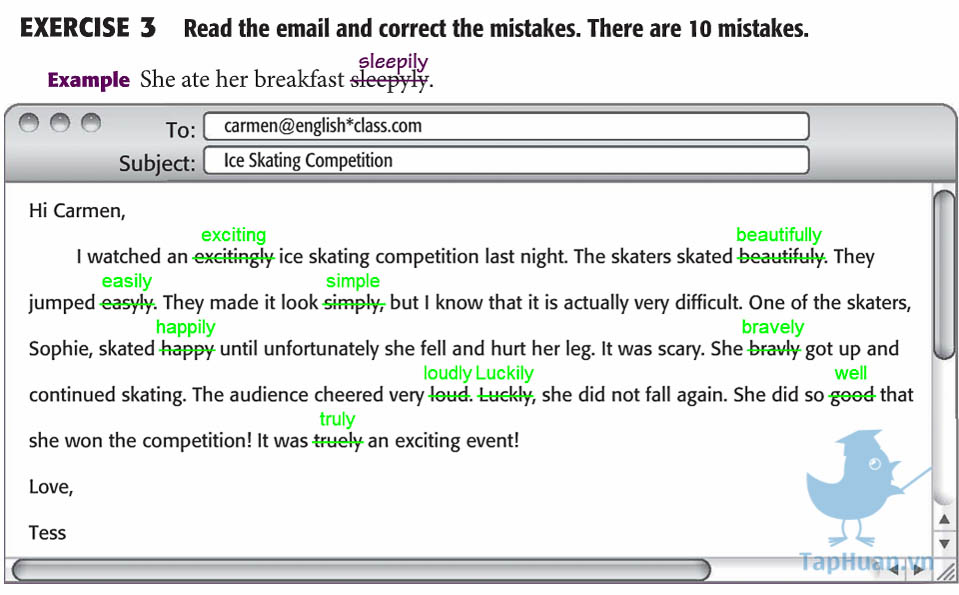 EXERCISE 3 Read the email and correct the mistakes. There are 10 mistakes.
sleepily
Example She ate her breakfast sleepyly.
To: carmen@english*class.com
Subject: Ice Skating Competition
Hi Carmen,
exciting beautifully
I watched an excitingly ice skating competition last night. The skaters skated beautifuly. They
easily simple
jumped easyly. They made it look simply, but I know that it is actually very difficult. One of the skaters,
happily bravely
Sophie, skated happy until unfortunately she fell and hurt her leg. It was scary. She bravly got up and
loudly Luckily well
continued skating. The audience cheered very loud. Luckly, she did not fall again. She did so good that
truly
she won the competition! It was truely an exciting event!
Love,
Tess
TapHuan.vn